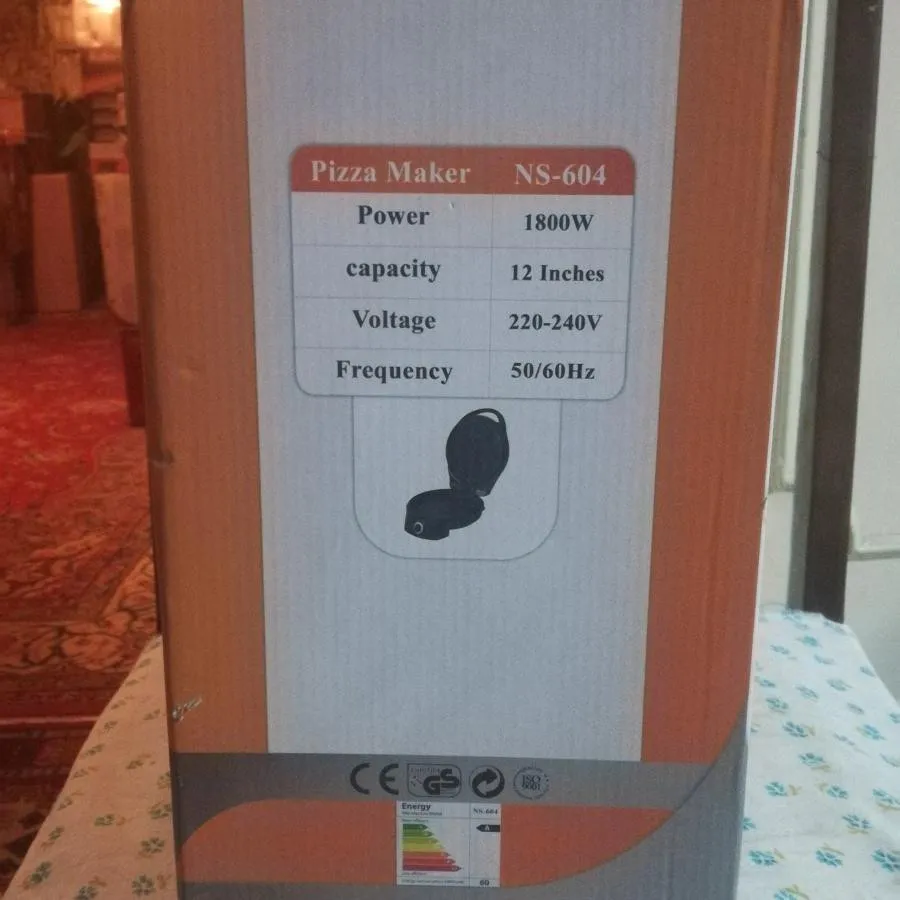 Pizza Maker NS-604
Power 1800W
capacity 12 Inches
Voltage 220-240V
Frequency 50/60Hz
CE GS ISO 9001
Energy NS-604
A
60